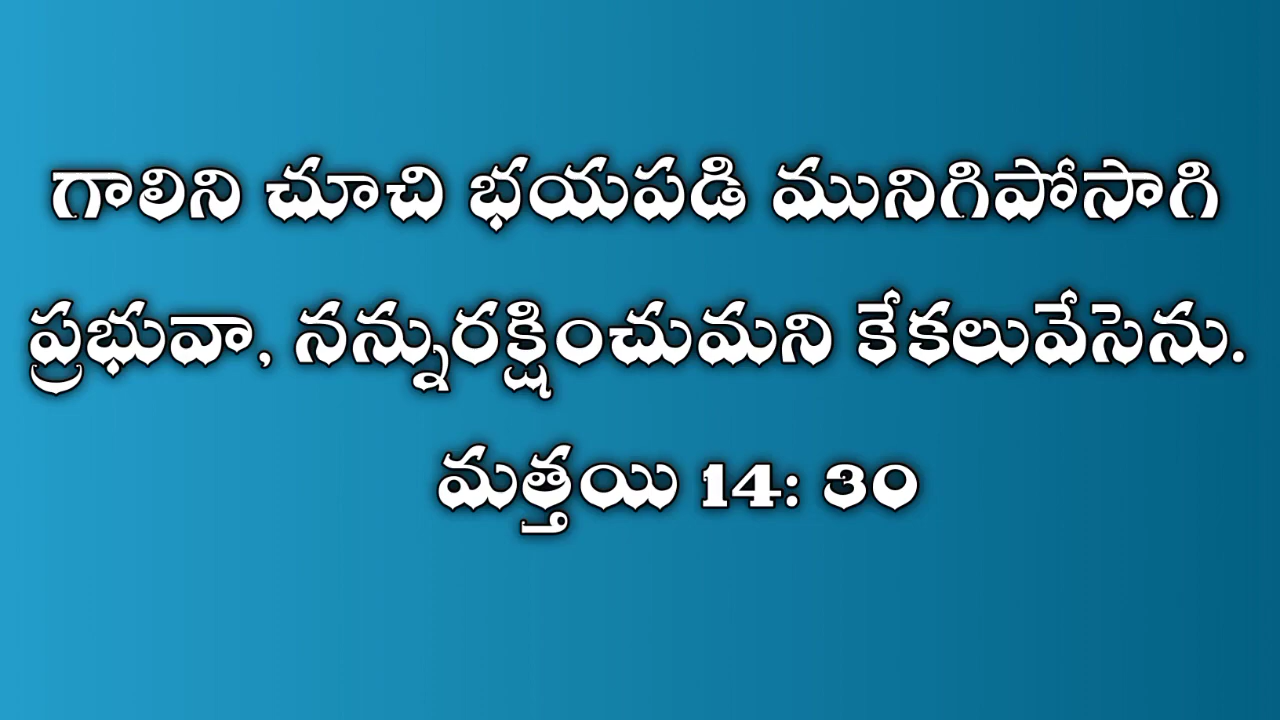 గాలిని చూచి భయపడి మునిగిపోసాగి
ప్రభువా, నన్నురక్షించుమని కేకలువేసెను.
మత్తయి 14: 30